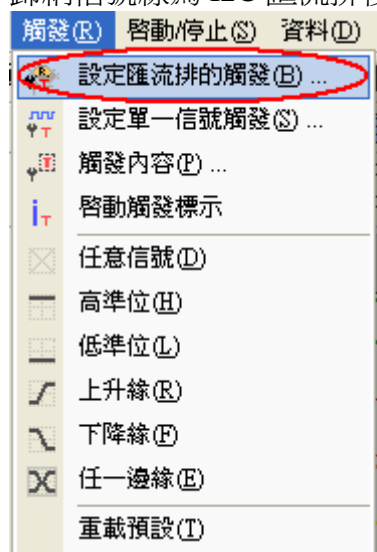 觸發(R) 啓動/停止(S) 資料(D)
設定匯流排的觸發(B) ...
設定單一信號觸發(S) ...
觸發內容(P) ...
啓動觸發標示
任意信號(D)
高準位(H)
低準位(L)
上升緣(R)
下降緣(F)
任一邊緣(E)
重載預設(T)